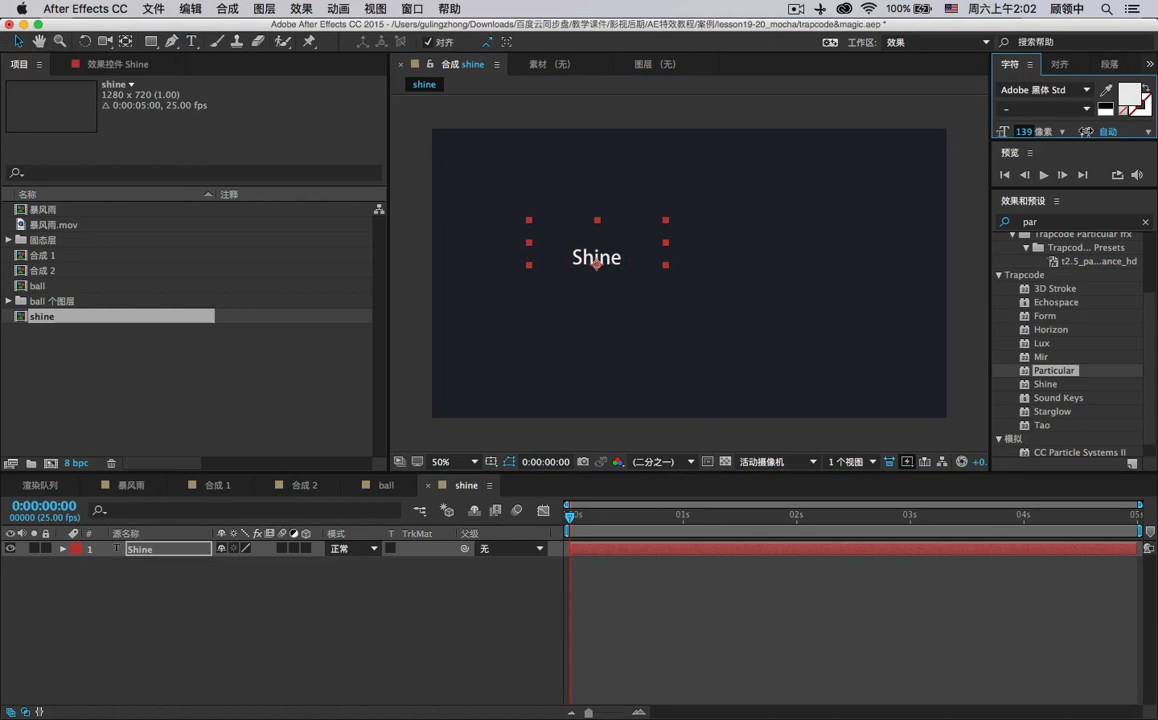 After Effects CC 文件 编辑 合成 图层 效果 动画 视图 窗口 帮助 100% 周六上午2:02 顾领中
Adobe After Effects CC 2015 - /Users/gulingzhong/Downloads/百度云同步盘/教学课件/影视后期/AE特效教程/案例/lesson19-20_mocha/trapcode&magic.aep *
对齐 工作区: 效果 搜索帮助
项目 效果控件 Shine
合成 shine 素材 (无) 图层 (无)
字符 对齐 段落
shine
1280 x 720 (1.00)
Δ 0:00:05:00, 25.00 fps
shine
Adobe 黑体 Std
-
139 像素 自动
预览
效果和预设
par
名称 注释
暴风雨
暴风雨.mov
固态层
合成 1
合成 2
ball
ball 个图层
shine
Shine
Trapcode Particular ffx
Trapcod... Presets
t2.5_pa...ance_hd
Trapcode
3D Stroke
Echospace
Form
Horizon
Lux
Mir
Particular
Shine
Sound Keys
Starglow
Tao
模拟
CC Particle Systems II
8 bpc
50% 0:00:00:00 (二分之一) 活动摄像机 1 个视图 +0.
渲染队列 暴风雨 合成 1 合成 2 ball shine
0:00:00:00
00000 (25.00 fps)
0s 01s 02s 03s 04s 05s
# 源名称 fx 模式 T TrkMat 父级
1 T Shine 正常 无